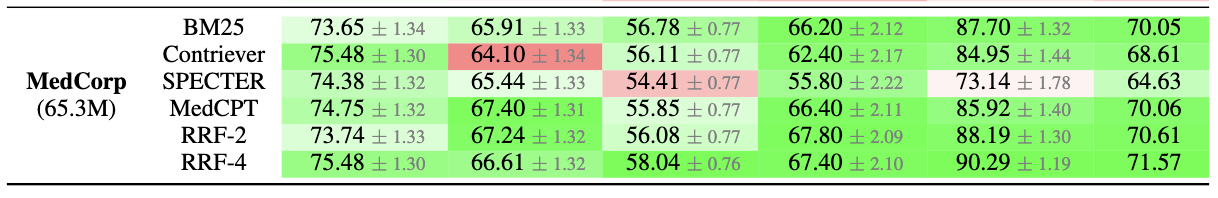 BM25 73.65 ± 1.34 65.91 ± 1.33 56.78 ± 0.77 66.20 ± 2.12 87.70 ± 1.32 70.05
Contriever 75.48 ± 1.30 64.10 ± 1.34 56.11 ± 0.77 62.40 ± 2.17 84.95 ± 1.44 68.61
MedCorp SPECTER 74.38 ± 1.32 65.44 ± 1.33 54.41 ± 0.77 55.80 ± 2.22 73.14 ± 1.78 64.63
(65.3M) MedCPT 74.75 ± 1.32 67.40 ± 1.31 55.85 ± 0.77 66.40 ± 2.11 85.92 ± 1.40 70.06
RRF-2 73.74 ± 1.33 67.24 ± 1.32 56.08 ± 0.77 67.80 ± 2.09 88.19 ± 1.30 70.61
RRF-4 75.48 ± 1.30 66.61 ± 1.32 58.04 ± 0.76 67.40 ± 2.10 90.29 ± 1.19 71.57